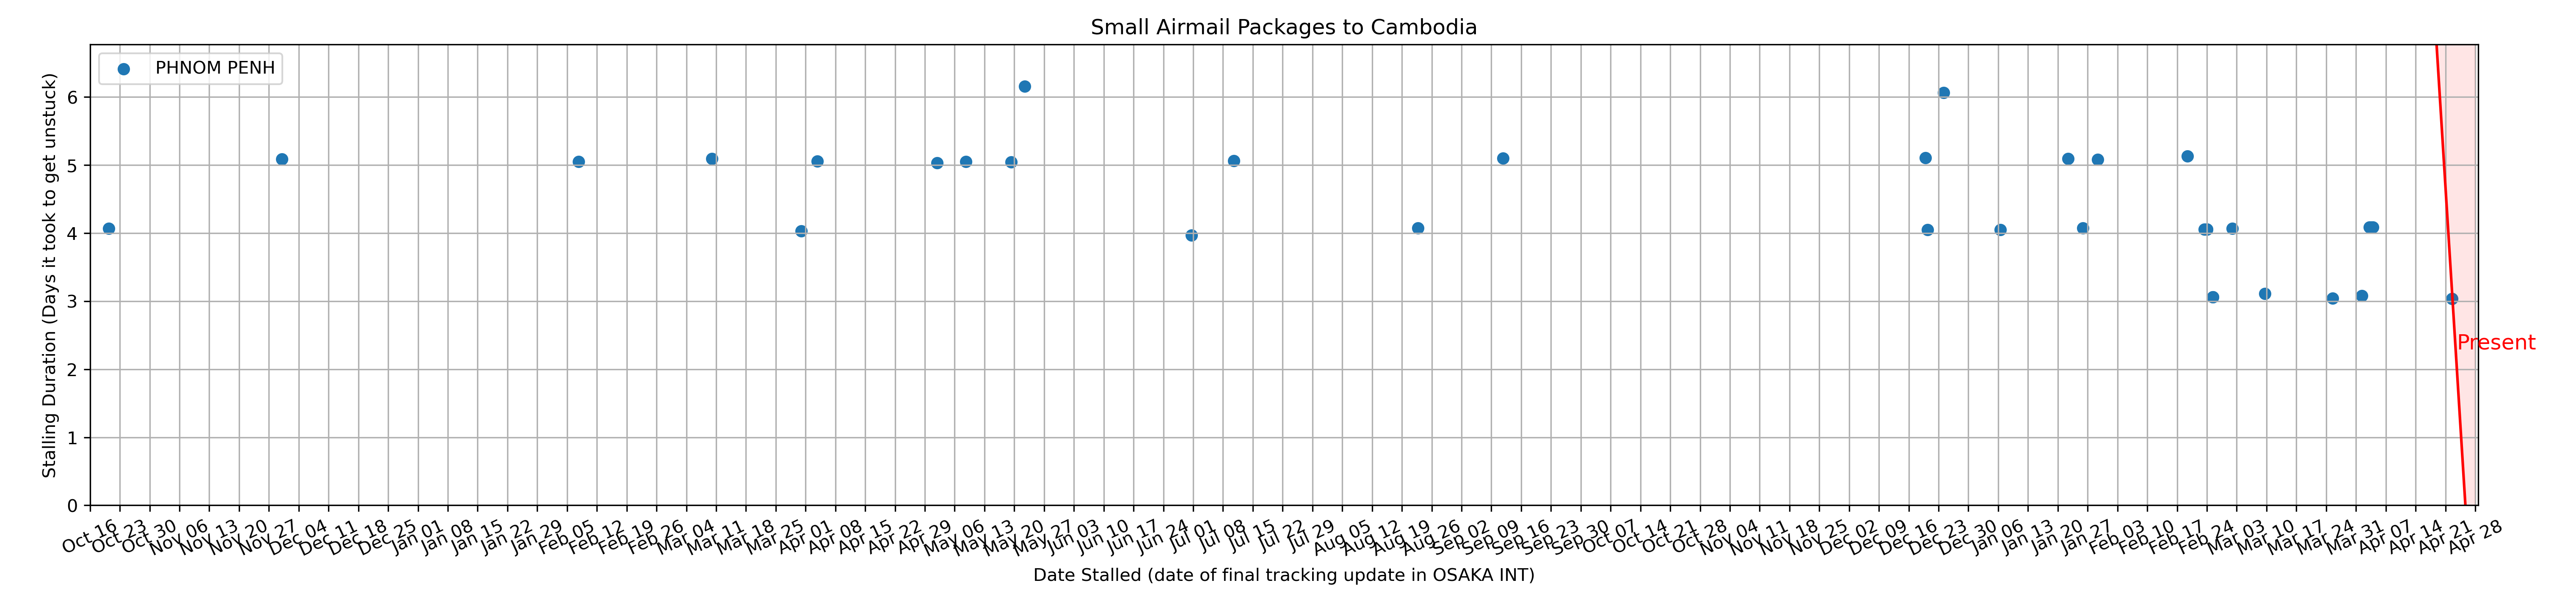 Small Airmail Packages to Cambodia
PHNOM PENH
Stalling Duration (Days it took to get unstuck)
6
5
4
3
2
1
0
Present
Oct 16
Oct 23
Oct 30
Nov 06
Nov 13
Nov 20
Nov 27
Dec 04
Dec 11
Dec 18
Dec 25
Jan 01
Jan 08
Jan 15
Jan 22
Jan 29
Feb 05
Feb 12
Feb 19
Feb 26
Mar 04
Mar 11
Mar 18
Mar 25
Apr 01
Apr 08
Apr 15
Apr 22
Apr 29
May 06
May 13
May 20
May 27
Jun 03
Jun 10
Jun 17
Jun 24
Jul 01
Jul 08
Jul 15
Jul 22
Jul 29
Aug 05
Aug 12
Aug 19
Aug 26
Sep 02
Sep 09
Sep 16
Sep 23
Sep 30
Oct 07
Oct 14
Oct 21
Oct 28
Nov 04
Nov 11
Nov 18
Nov 25
Dec 02
Dec 09
Dec 16
Dec 23
Dec 30
Jan 06
Jan 13
Jan 20
Jan 27
Feb 03
Feb 10
Feb 17
Feb 24
Mar 03
Mar 10
Mar 17
Mar 24
Mar 31
Apr 07
Apr 14
Apr 21
Apr 28
Date Stalled (date of final tracking update in OSAKA INT)